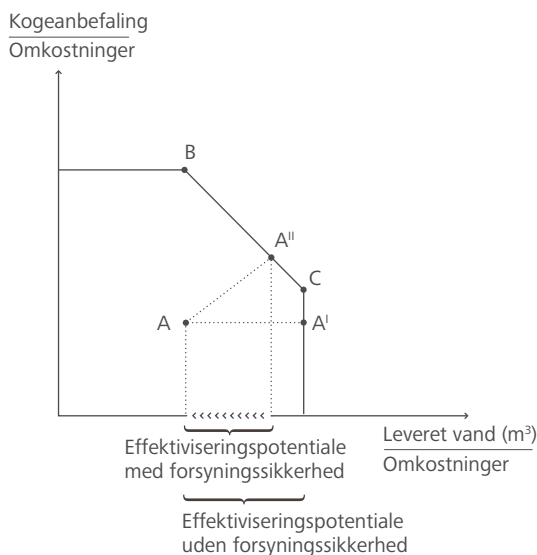 Kogeanbefaling
Omkostninger
B
A^II
C
A
A^I
Leveret vand (m³)
Omkostninger
Effektiviseringspotentiale
med forsyningssikkerhed
Effektiviseringspotentiale
uden forsyningssikkerhed